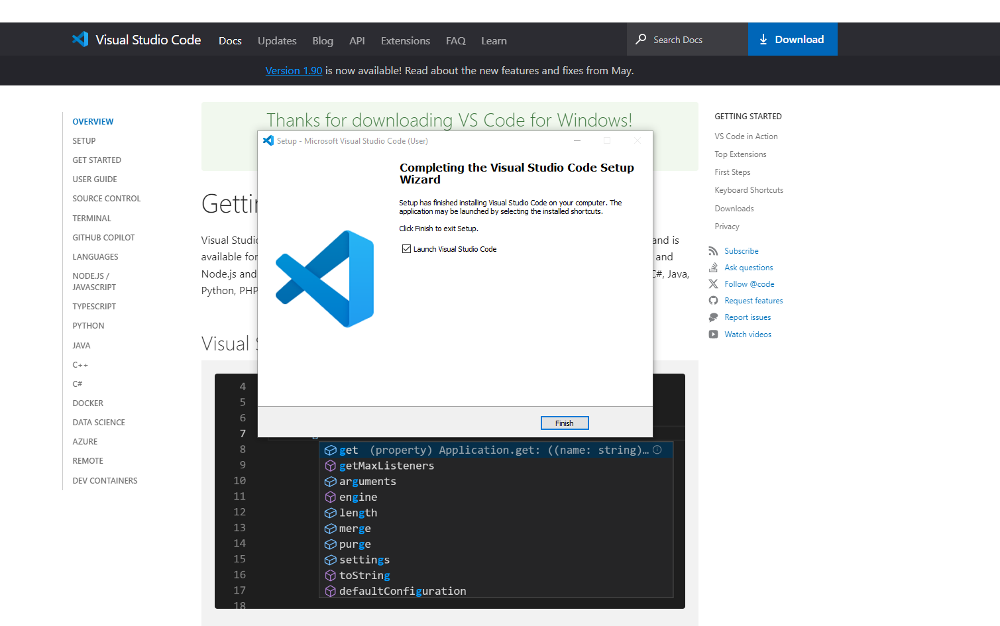 Visual Studio Code
Docs
Updates
Blog
API
Extensions
FAQ
Learn
Search Docs
Download
Version 1.90 is now available! Read about the new features and fixes from May.
OVERVIEW
SETUP
GET STARTED
USER GUIDE
SOURCE CONTROL
TERMINAL
GITHUB COPILOT
LANGUAGES
NODE.JS /
JAVASCRIPT
TYPESCRIPT
PYTHON
JAVA
C++
C#
DOCKER
DATA SCIENCE
AZURE
REMOTE
DEV CONTAINERS
Thanks for downloading VS Code for Windows!
Setup - Microsoft Visual Studio Code (User)
Completing the Visual Studio Code Setup
Wizard
Setup has finished installing Visual Studio Code on your computer. The
application may be launched by selecting the installed shortcuts.
Click Finish to exit Setup.
Launch Visual Studio Code
Finish
and is
available for
and
Node.js and
C#, Java,
Python, PHP
Visual
4
5
6
7
8
9
10
11
12
13
14
15
16
17
18
get (property) Application.get: ((name: string)…
getMaxListeners
arguments
engine
length
merge
purge
settings
toString
defaultConfiguration
GETTING STARTED
VS Code in Action
Top Extensions
First Steps
Keyboard Shortcuts
Downloads
Privacy
Subscribe
Ask questions
Follow @code
Request features
Report issues
Watch videos